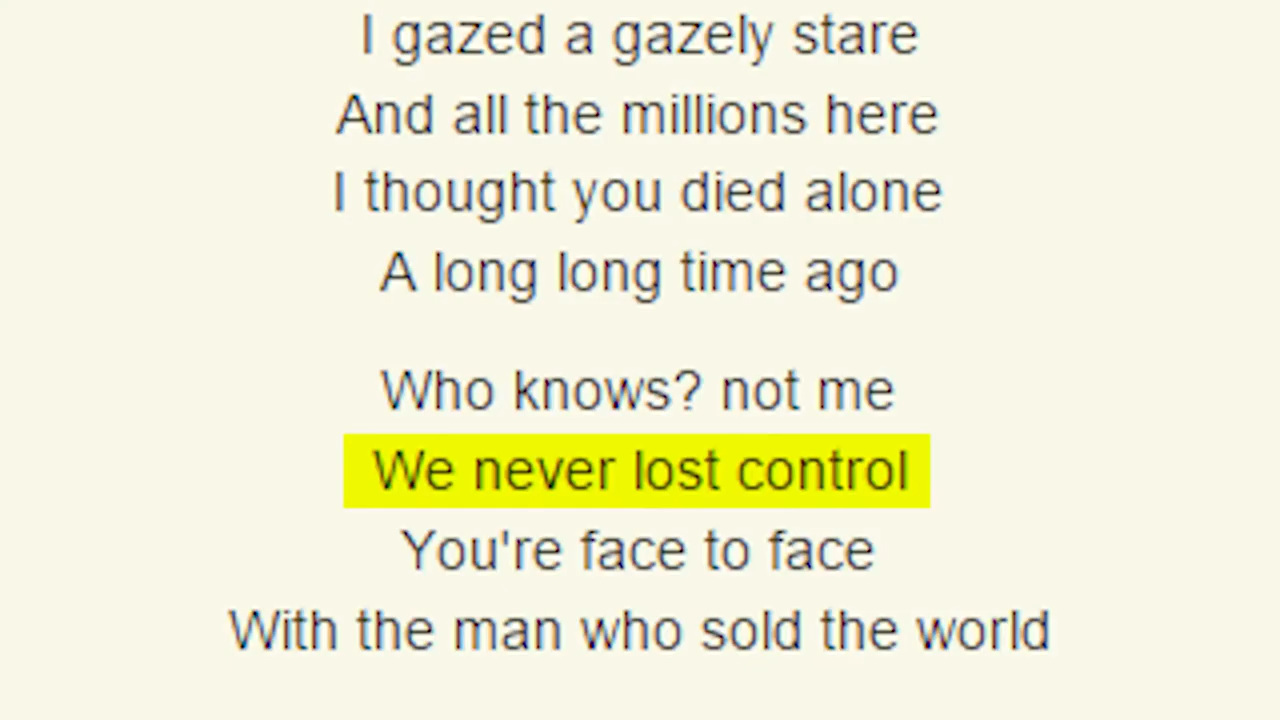 I gazed a gazely stare
And all the millions here
I thought you died alone
A long long time ago
Who knows? not me
We never lost control
You're face to face
With the man who sold the world